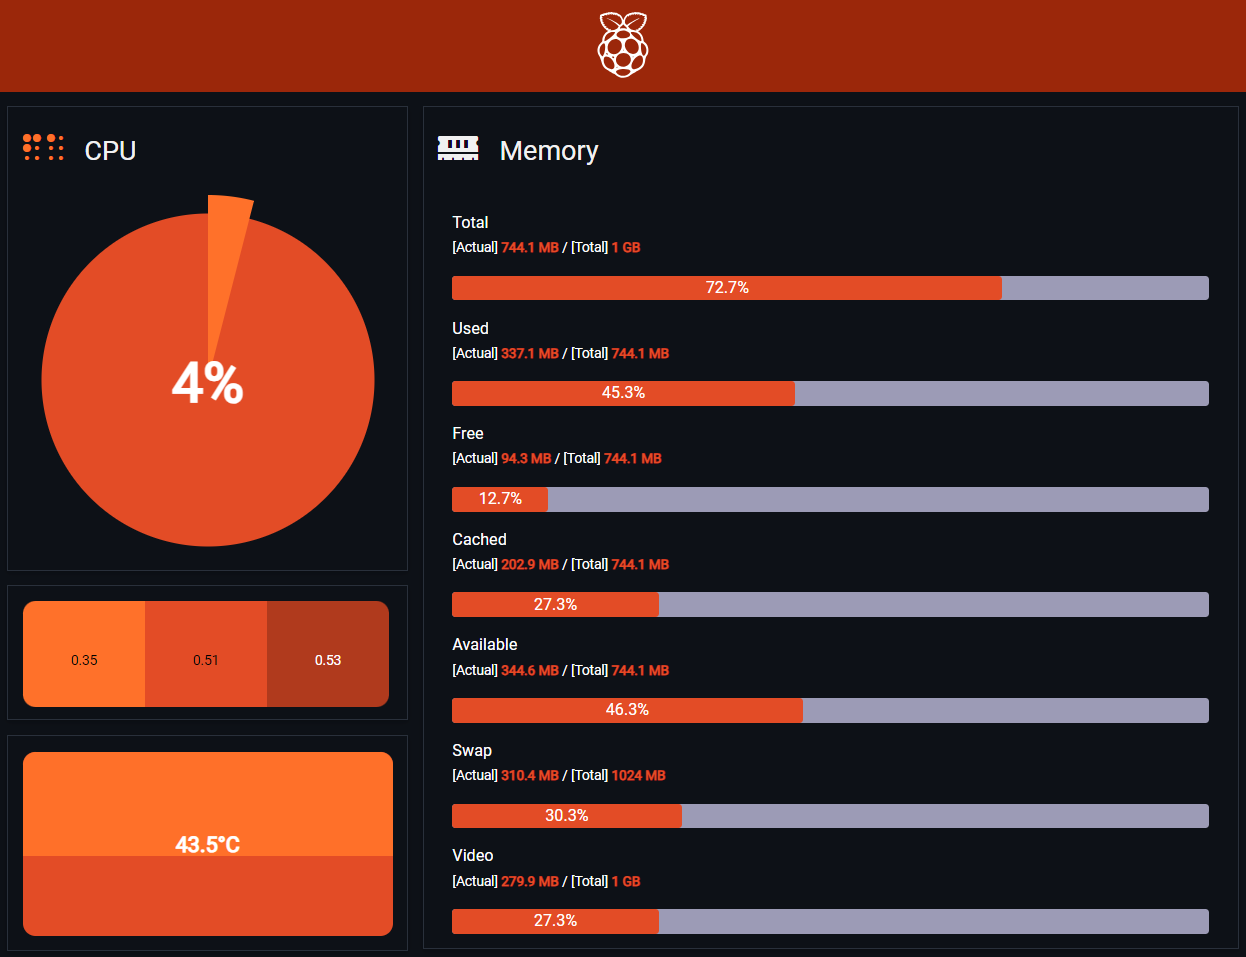 CPU
4%
0.35 0.51 0.53
43.5°C
Memory
Total
[Actual] 744.1 MB / [Total] 1 GB
72.7%
Used
[Actual] 337.1 MB / [Total] 744.1 MB
45.3%
Free
[Actual] 94.3 MB / [Total] 744.1 MB
12.7%
Cached
[Actual] 202.9 MB / [Total] 744.1 MB
27.3%
Available
[Actual] 344.6 MB / [Total] 744.1 MB
46.3%
Swap
[Actual] 310.4 MB / [Total] 1024 MB
30.3%
Video
[Actual] 279.9 MB / [Total] 1 GB
27.3%